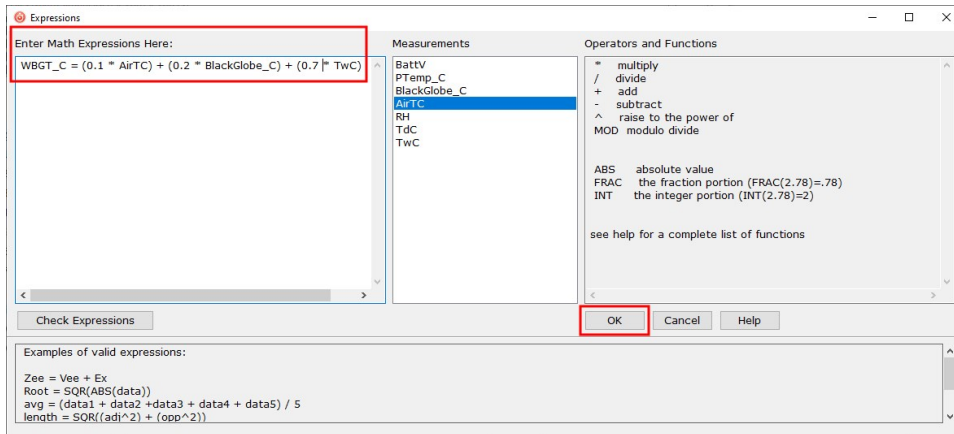 Expressions
Enter Math Expressions Here:
WBGT_C = (0.1 * AirTC) + (0.2 * BlackGlobe_C) + (0.7 * TwC)
Measurements
BattV
PTemp_C
BlackGlobe_C
AirTC
RH
TdC
TwC
Operators and Functions
* multiply
/ divide
+ add
- subtract
^ raise to the power of
MOD modulo divide
ABS absolute value
FRAC the fraction portion (FRAC(2.78)=.78)
INT the integer portion (INT(2.78)=2)
see help for a complete list of functions
Check Expressions
OK Cancel Help
Examples of valid expressions:
Zee = Vee + Ex
Root = SQR(ABS(data))
avg = (data1 + data2 +data3 + data4 + data5) / 5
length = SQR((adj^2) + (opp^2))